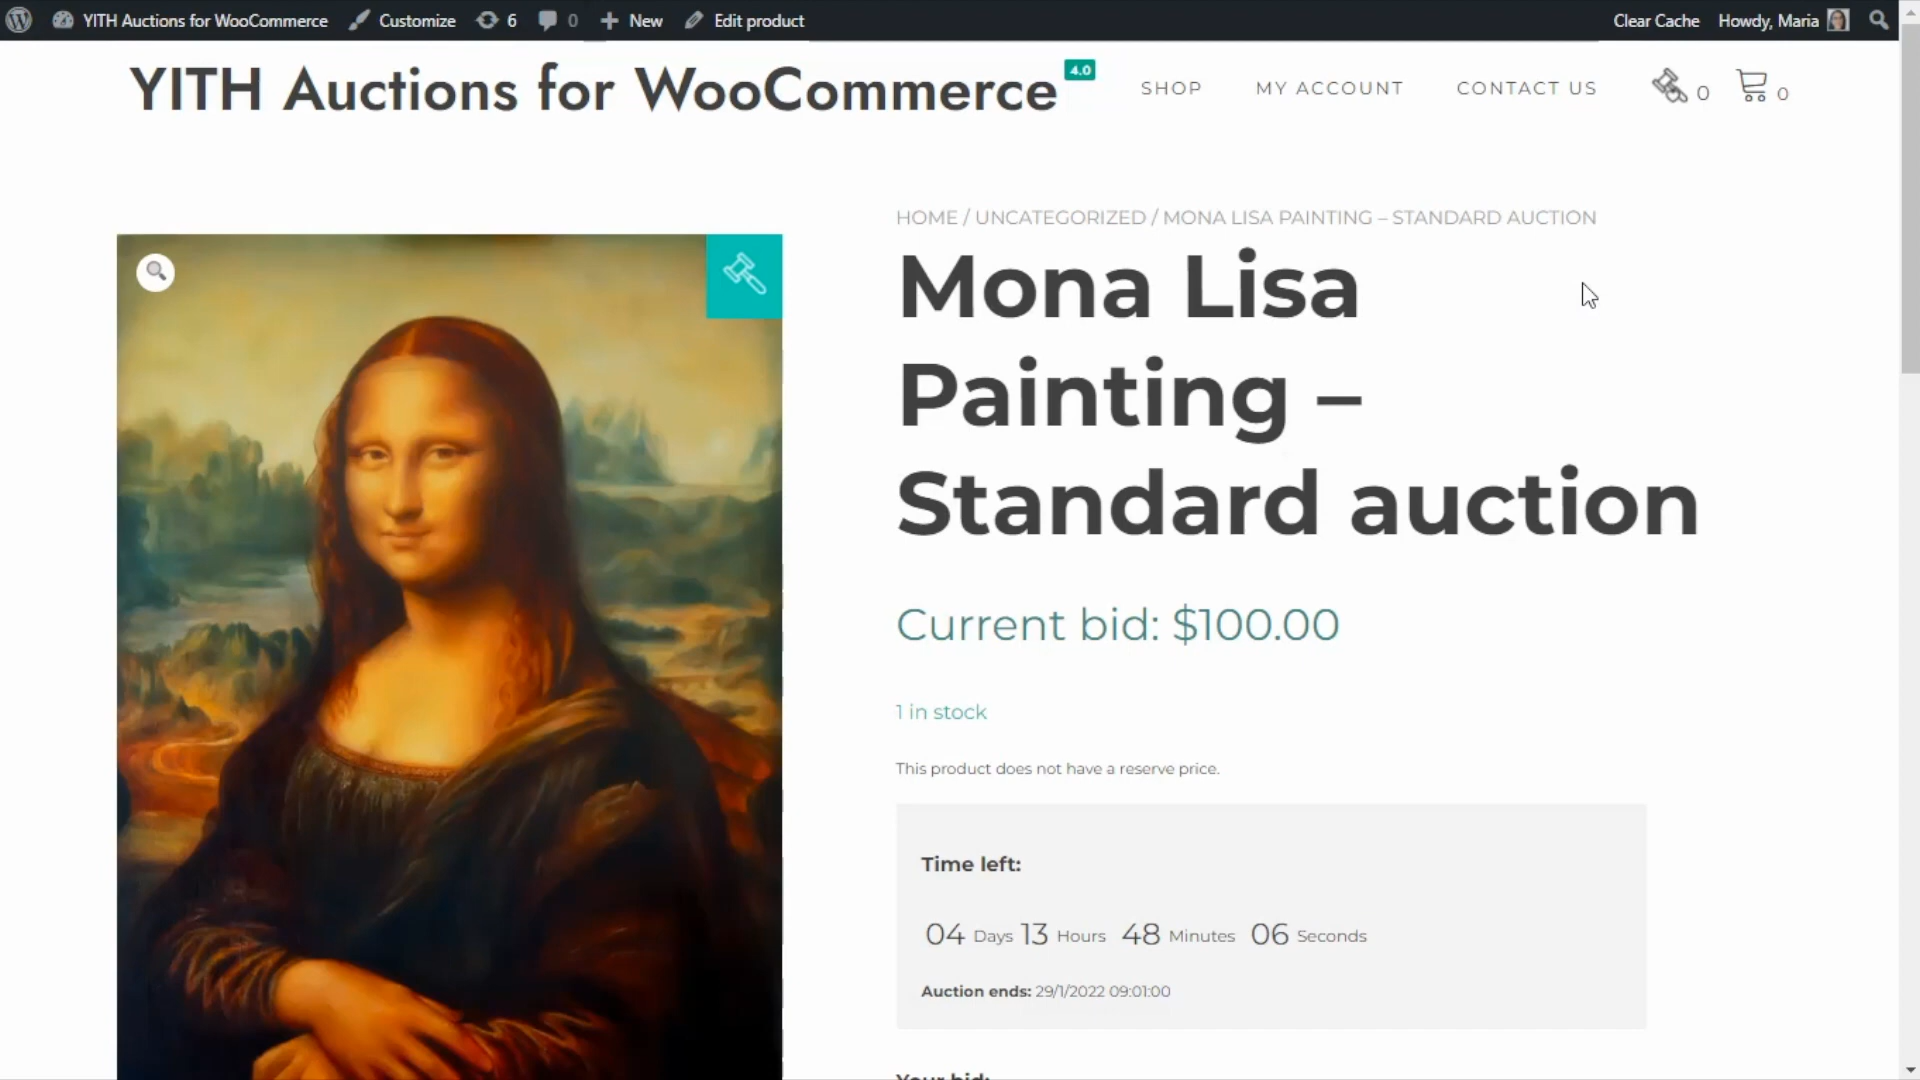 YITH Auctions for WooCommerce Customize 6 0 New Edit product Clear Cache Howdy, Maria
YITH Auctions for WooCommerce 4.0 SHOP MY ACCOUNT CONTACT US 0 0
HOME / UNCATEGORIZED / MONA LISA PAINTING – STANDARD AUCTION
Mona Lisa
Painting –
Standard auction
Current bid: $100.00
1 in stock
This product does not have a reserve price.
Time left:
04 Days 13 Hours 48 Minutes 06 Seconds
Auction ends: 29/1/2022 09:01:00
Your bid: